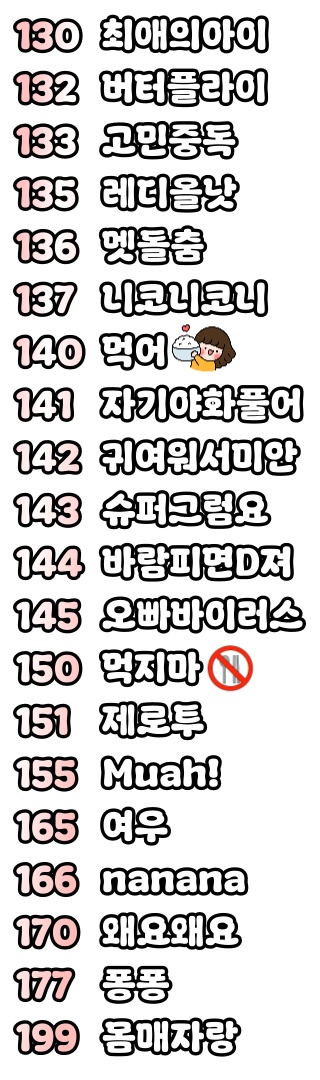 130 최애의아이
132 버터플라이
133 고민중독
135 레디올낫
136 멧돌춤
137 니코니코니
140 먹어
141 자기야화풀어
142 귀여워서미안
143 슈퍼그럼요
144 바람피면D져
145 오빠바이러스
150 먹지마
151 제로투
155 Muah!
165 여우
166 nanana
170 왜요왜요
177 퐁퐁
199 몸매자랑